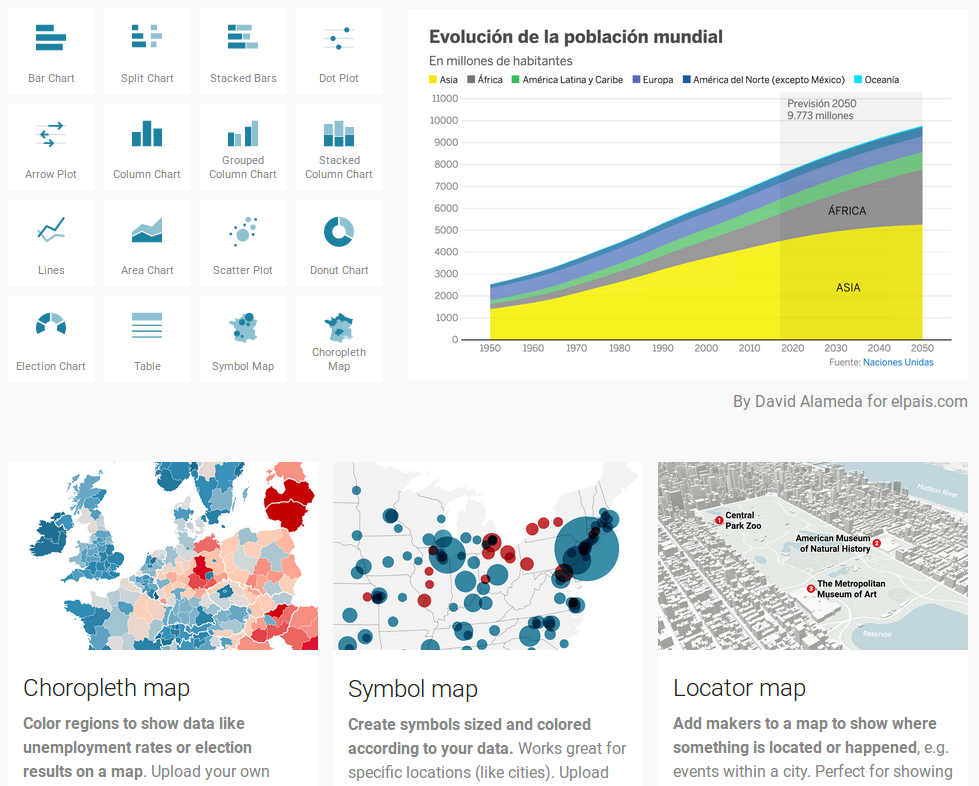 Bar Chart
Split Chart
Stacked Bars
Dot Plot
Arrow Plot
Column Chart
Grouped
Column Chart
Stacked
Column Chart
Lines
Area Chart
Scatter Plot
Donut Chart
Election Chart
Table
Symbol Map
Choropleth
Map
Evolución de la población mundial
En millones de habitantes
Asia África América Latina y Caribe Europa América del Norte (excepto México) Oceanía
11000
10000
9000
8000
7000
6000
5000
4000
3000
2000
1000
0
Previsión 2050
9.773 millones
ÁFRICA
ASIA
1950 1960 1970 1980 1990 2000 2010 2020 2030 2040 2050
Fuente: Naciones Unidas
By David Alameda for elpais.com
Hudson River
1 Central
Park Zoo
American Museum
of Natural History 2
3 The Metropolitan
Museum of Art
Reservoir
Choropleth map
Color regions to show data like
unemployment rates or election
results on a map. Upload your own
Symbol map
Create symbols sized and colored
according to your data. Works great for
specific locations (like cities). Upload
Locator map
Add makers to a map to show where
something is located or happened, e.g.
events within a city. Perfect for showing